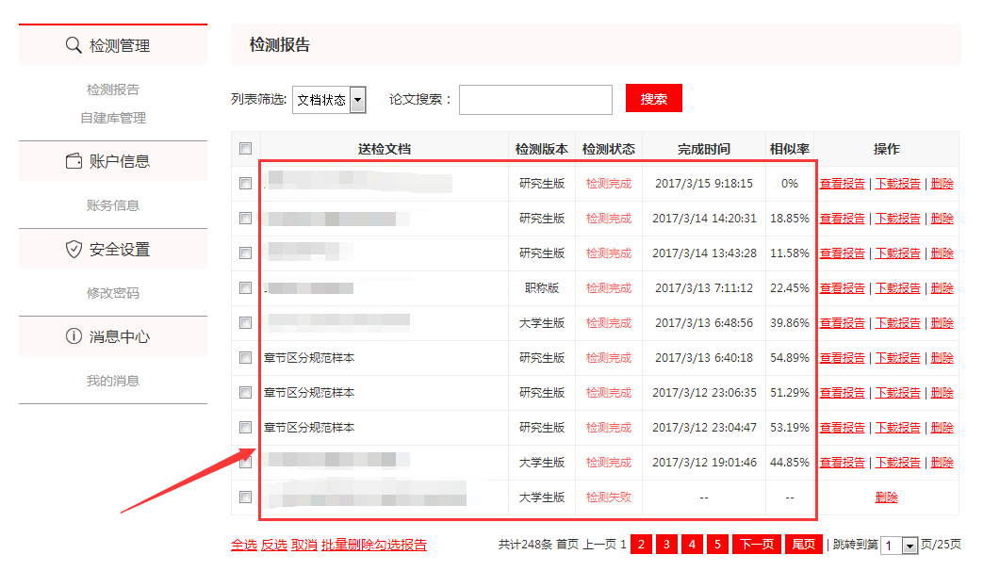 检测管理
检测报告
自建库管理
账户信息
账务信息
安全设置
修改密码
消息中心
我的消息
检测报告
列表筛选: 文档状态 论文搜索： 搜索
送检文档 检测版本 检测状态 完成时间 相似率 操作
研究生版 检测完成 2017/3/15 9:18:15 0% 查看报告 | 下载报告 | 删除
研究生版 检测完成 2017/3/14 14:20:31 18.85% 查看报告 | 下载报告 | 删除
研究生版 检测完成 2017/3/14 13:43:28 11.58% 查看报告 | 下载报告 | 删除
职称版 检测完成 2017/3/13 7:11:12 22.45% 查看报告 | 下载报告 | 删除
大学生版 检测完成 2017/3/13 6:48:56 39.86% 查看报告 | 下载报告 | 删除
章节区分规范样本 研究生版 检测完成 2017/3/13 6:40:18 54.89% 查看报告 | 下载报告 | 删除
章节区分规范样本 研究生版 检测完成 2017/3/12 23:06:35 51.29% 查看报告 | 下载报告 | 删除
章节区分规范样本 研究生版 检测完成 2017/3/12 23:04:47 53.19% 查看报告 | 下载报告 | 删除
大学生版 检测完成 2017/3/12 19:01:46 44.85% 查看报告 | 下载报告 | 删除
大学生版 检测失败 -- -- 删除
全选 反选 取消 批量删除勾选报告 共计248条 首页 上一页 1 2 3 4 5 下一页 尾页 | 跳转到第 1 页/25页